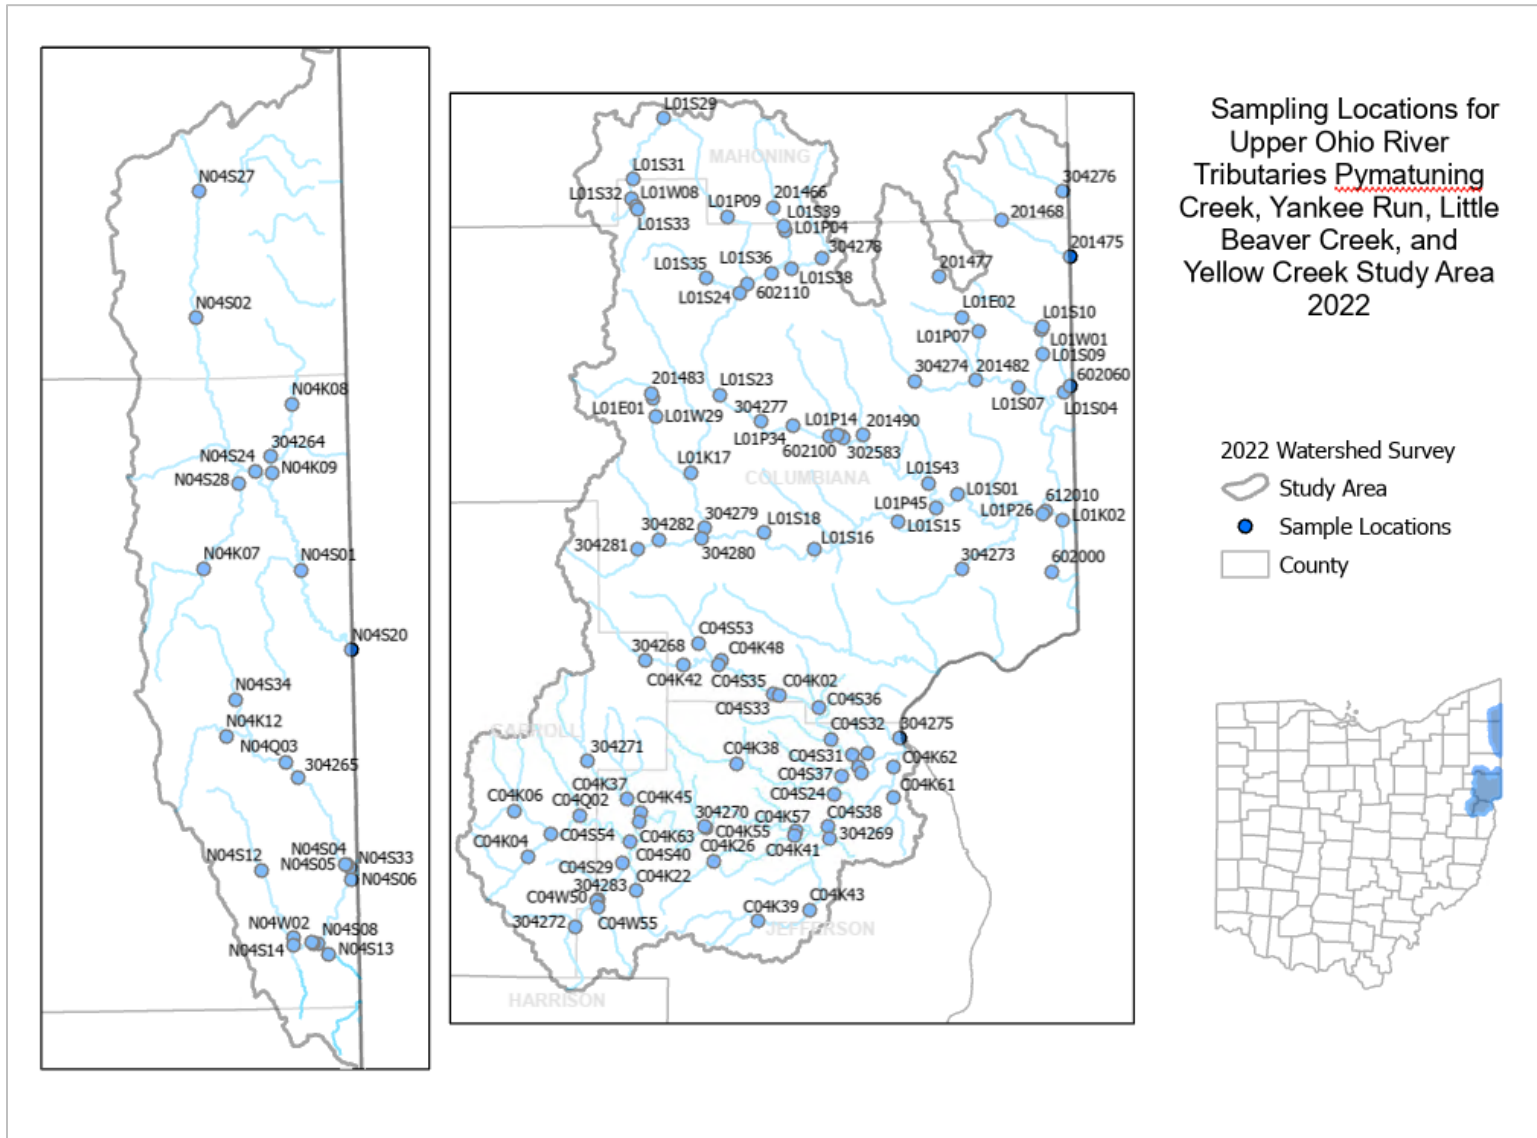 Sampling Locations for
Upper Ohio River
Tributaries Pymatuning
Creek, Yankee Run, Little
Beaver Creek, and
Yellow Creek Study Area
2022
2022 Watershed Survey
Study Area
Sample Locations
County
N04S27
N04S02
N04K08
304264
N04S24
N04K09
N04S28
N04K07
N04S01
N04S20
N04S34
N04K12
N04Q03
304265
N04S04
N04S12
N04S05
N04S33
N04S06
N04W02
N04S08
N04S14
N04S13
L01S29
MAHONING
L01S31
304276
L01S32
L01W08
201466
L01P09
L01S39
201468
L01S33
L01P04
304278
201475
L01S36
L01S35
201477
L01S38
L01S24
602110
L01E02
L01S10
L01P07
L01W01
L01S09
201483
L01S23
304274
201482
602060
L01E01
304277
L01S07
L01S04
L01W29
L01P14
201490
L01P34
602100
302583
L01K17
COLUMBIANA
L01S43
L01S01
612010
L01P45
L01P26
304282
304279
L01S18
L01S15
L01K02
304281
304280
L01S16
304273
602000
C04S53
304268
C04K48
C04K42
C04S35
C04K02
C04S33
C04S36
CARROLL
C04S32
304275
304271
C04K38
C04S31
C04K62
C04S37
C04K37
C04K61
C04K06
C04Q02
C04K45
C04S24
304270
C04K57
C04S38
C04K04
C04S54
C04K63
C04K55
304269
C04K41
C04S29
C04S40
C04K26
304283
C04K22
C04W50
C04K43
304272
C04W55
C04K39
JEFFERSON
HARRISON